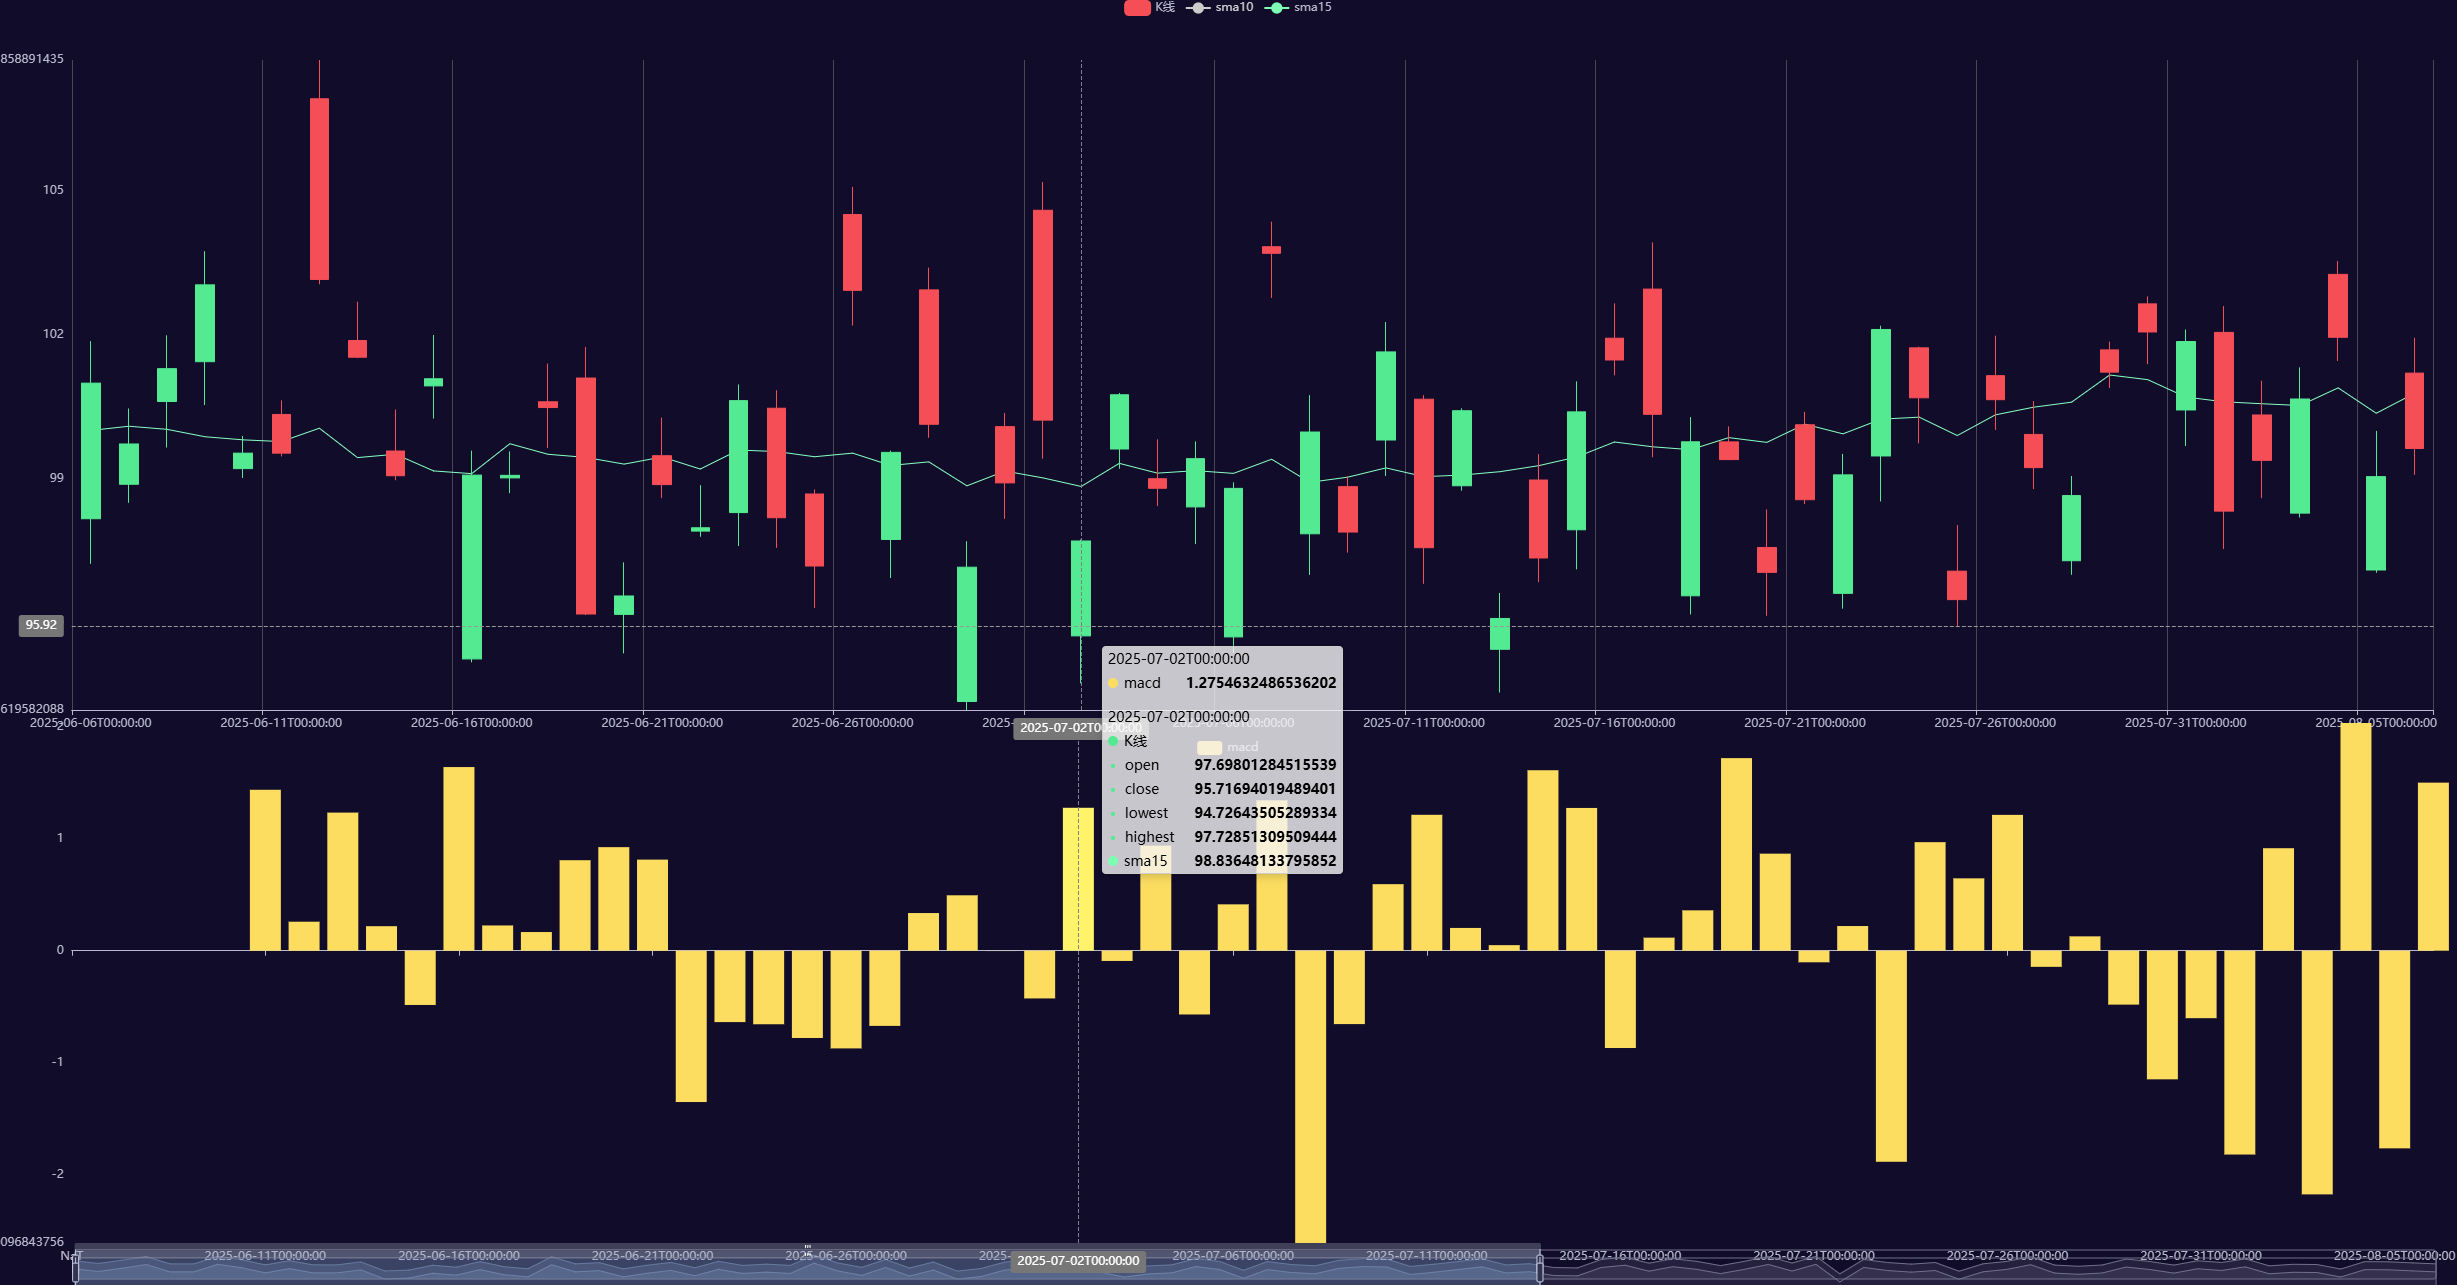 K线 sma10 sma15
858891435
105
102
99
95.92
619582088
2025-06-06T00:00:00 2025-06-11T00:00:00 2025-06-16T00:00:00 2025-06-21T00:00:00 2025-06-26T00:00:00 2025- 2025-07-02T00:00:00 2025-07-11T00:00:00 2025-07-16T00:00:00 2025-07-21T00:00:00 2025-07-26T00:00:00 2025-07-31T00:00:00 2025-08-05T00:00:00
2025-07-02T00:00:00
macd 1.2754632486536202
2025-07-02T00:00:00
K线
macd
open 97.69801284515539
close 95.71694019489401
lowest 94.72643505289334
highest 97.72851309509444
sma15 98.83648133795852
2
1
0
-1
-2
096843756
2025-06-11T00:00:00 2025-06-16T00:00:00 2025-06-21T00:00:00 2025-06-26T00:00:00 2025- 2025-07-02T00:00:00 2025-07-06T00:00:00 2025-07-11T00:00:00 2025-07-16T00:00:00 2025-07-21T00:00:00 2025-07-26T00:00:00 2025-07-31T00:00:00 2025-08-05T00:00:00